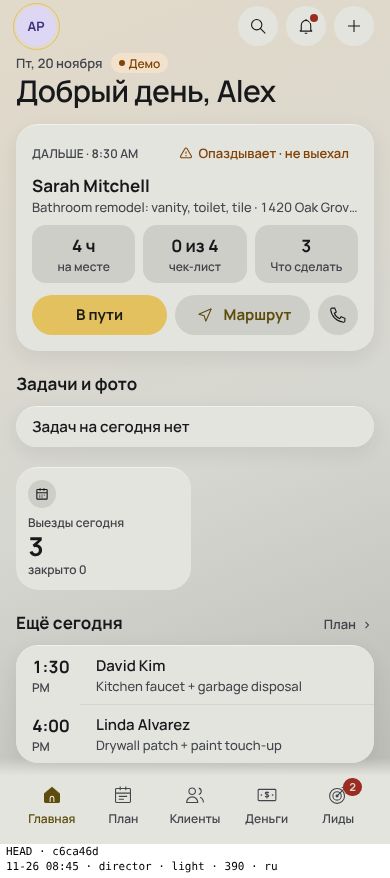 AP
Пт, 20 ноября
Демо
Добрый день, Alex
ДАЛЬШЕ · 8:30 AM
Опаздывает · не выехал
Sarah Mitchell
Bathroom remodel: vanity, toilet, tile · 1420 Oak Grov…
4 ч
на месте
0 из 4
чек-лист
3
Что сделать
В пути
Маршрут
Задачи и фото
Задач на сегодня нет
Выезды сегодня
3
закрыто 0
Ещё сегодня
План
1:30
PM
David Kim
Kitchen faucet + garbage disposal
4:00
PM
Linda Alvarez
Drywall patch + paint touch-up
2
Главная
План
Клиенты
Деньги
Лиды
HEAD · c6ca46d
11-26 08:45 · director · light · 390 · ru